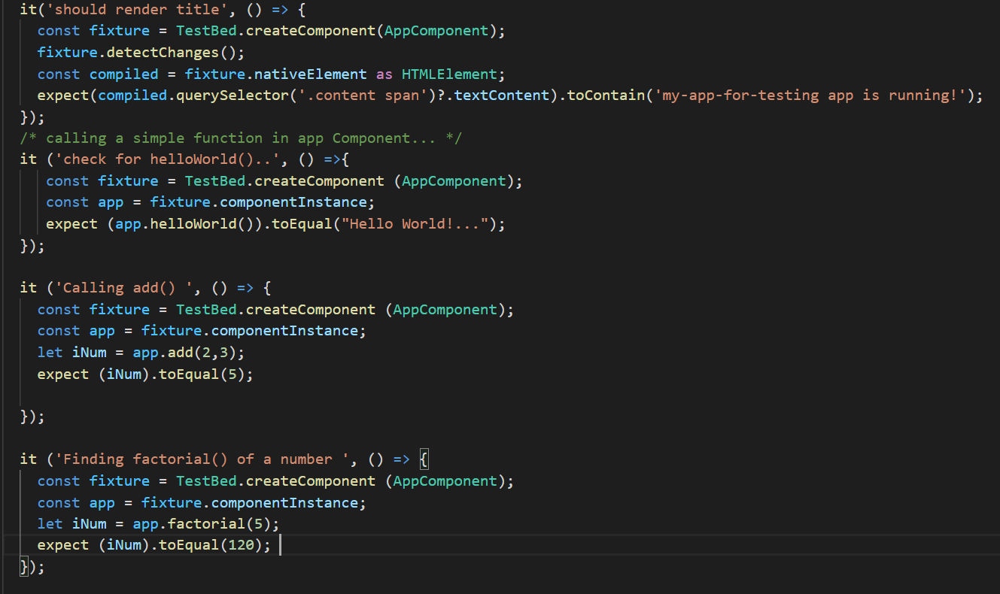 it('should render title', () => {
const fixture = TestBed.createComponent(AppComponent);
fixture.detectChanges();
const compiled = fixture.nativeElement as HTMLElement;
expect(compiled.querySelector('.content span')?.textContent).toContain('my-app-for-testing app is running!');
});
/* calling a simple function in app Component... */
it ('check for helloWorld()..', () =>{
const fixture = TestBed.createComponent (AppComponent);
const app = fixture.componentInstance;
expect (app.helloWorld()).toEqual("Hello World!...");
});
it ('Calling add() ', () => {
const fixture = TestBed.createComponent (AppComponent);
const app = fixture.componentInstance;
let iNum = app.add(2,3);
expect (iNum).toEqual(5);
});
it ('Finding factorial() of a number ', () => {
const fixture = TestBed.createComponent (AppComponent);
const app = fixture.componentInstance;
let iNum = app.factorial(5);
expect (iNum).toEqual(120);
});